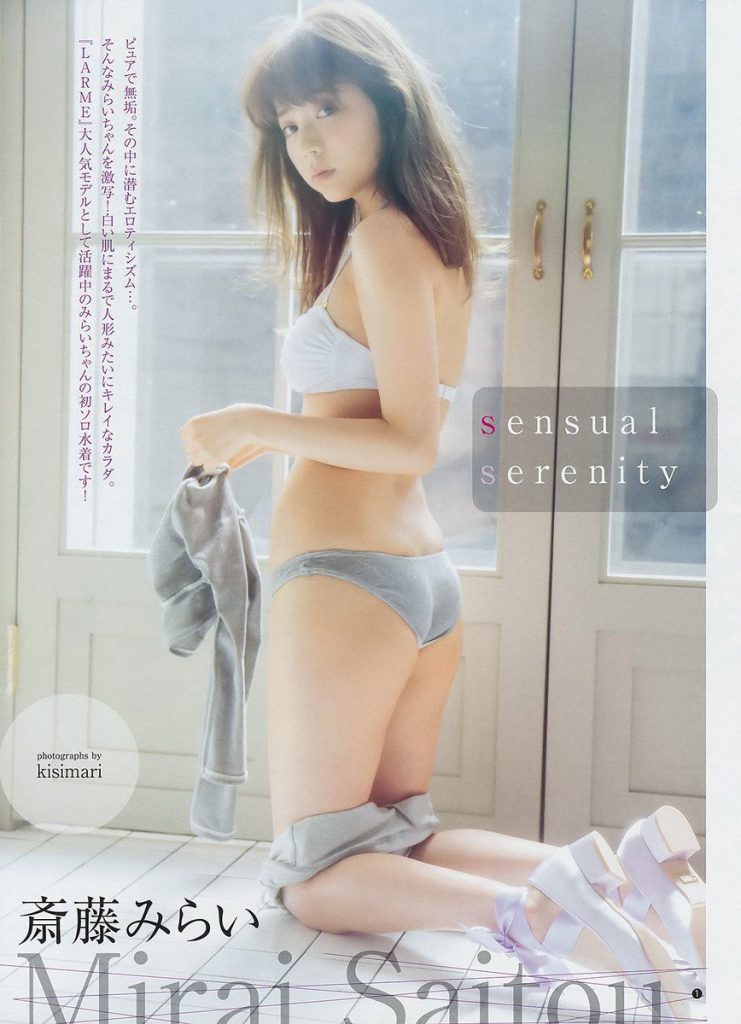 ピュアで無垢。その中に潜むエロティシズム…。
そんなみらいちゃんを激写！白い肌にまるで人形みたいにキレイなカラダ。
『LARME』大人気モデルとして活躍中のみらいちゃんの初ソロ水着です！
sensual
serenity
photographs by
kisimari
斎藤みらい
Mirai Saitou
1